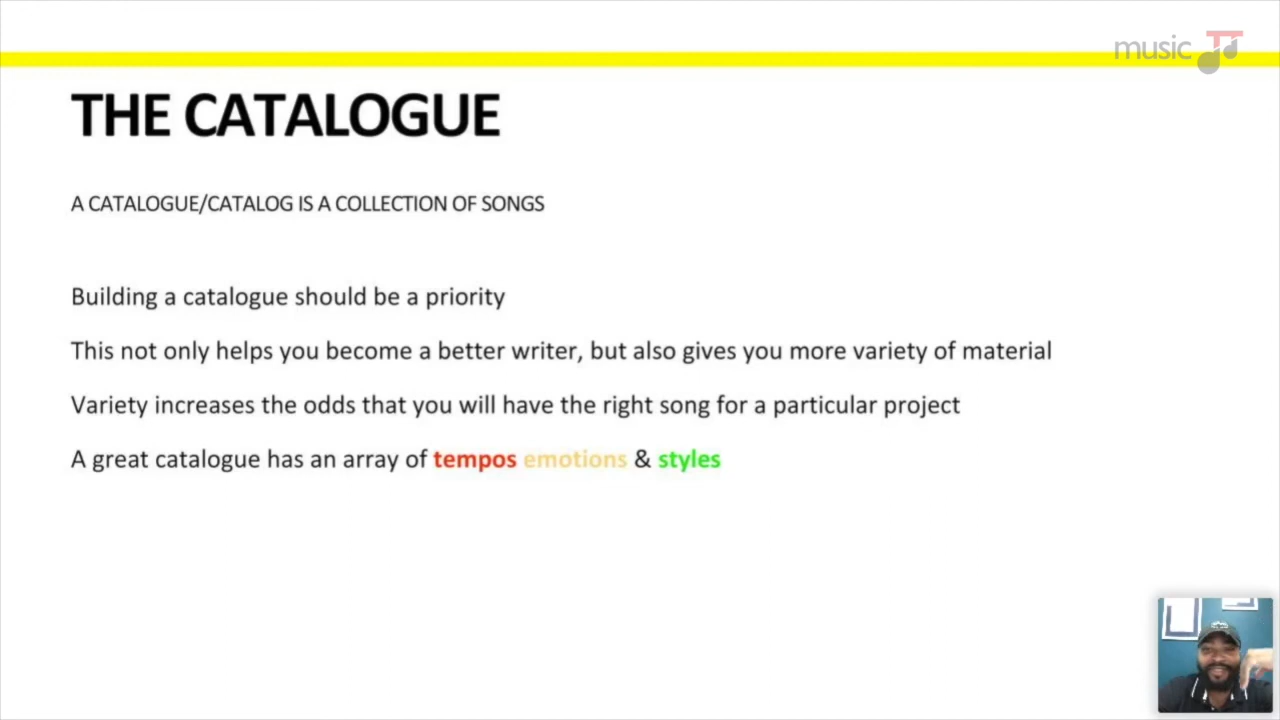 music TT
THE CATALOGUE
A CATALOGUE/CATALOG IS A COLLECTION OF SONGS
Building a catalogue should be a priority
This not only helps you become a better writer, but also gives you more variety of material
Variety increases the odds that you will have the right song for a particular project
A great catalogue has an array of tempos emotions & styles